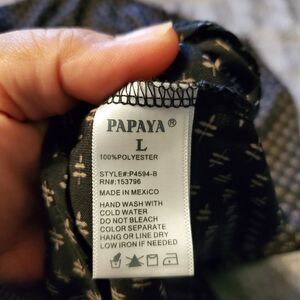 PAPAYA®
L
100%POLYESTER
STYLE#:P4594-B
RN#:153796
MADE IN MEXICO
HAND WASH WITH
COLD WATER
DO NOT BLEACH
COLOR SEPARATE
HANG OR LINE DRY
LOW IRON IF NEEDED